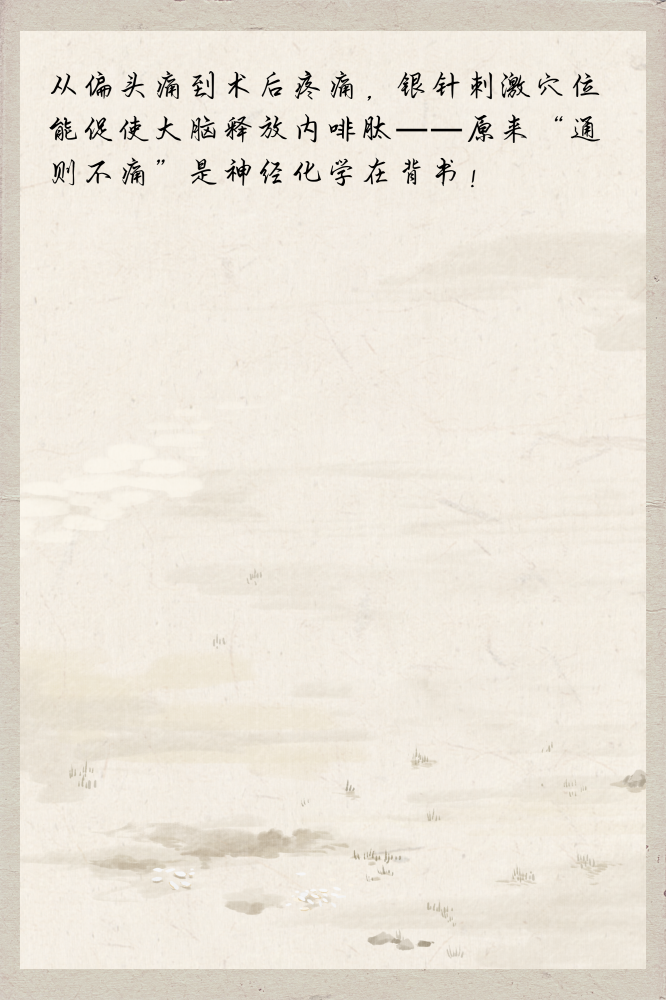 从偏头痛到术后疼痛，银针刺激穴位
能促使大脑释放内啡肽——原来“通
则不痛”是神经化学在背书！